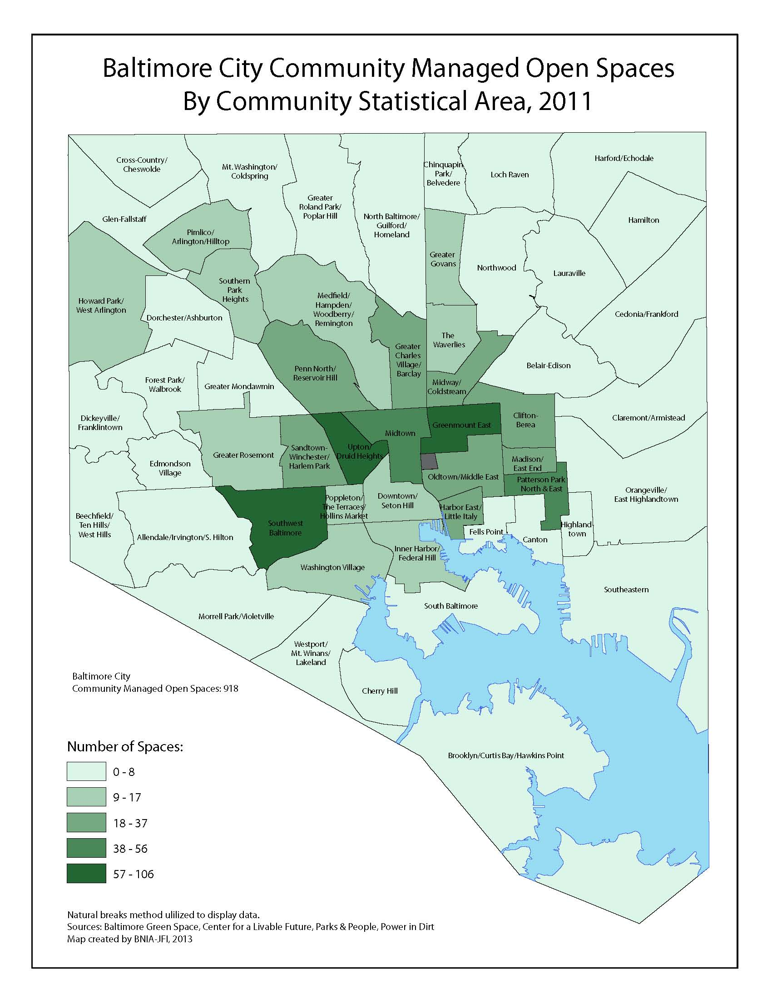 Baltimore City Community Managed Open Spaces
By Community Statistical Area, 2011
Cross-Country/
Cheswolde
Mt. Washington/
Coldspring
Greater
Roland Park/
Poplar Hill
North Baltimore/
Guilford/
Homeland
Chinquapin
Park/
Belvedere
Loch Raven
Harford/Echodale
Hamilton
Glen-Fallstaff
Pimlico/
Arlington/Hilltop
Greater
Govans
Northwood
Lauraville
Howard Park/
West Arlington
Dorchester/Ashburton
Southern
Park
Heights
Medfield/
Hampden/
Woodberry/
Remington
Cedonia/Frankford
The
Waverlies
Greater
Charles
Village/
Barclay
Penn North/
Reservoir Hill
Belair-Edison
Forest Park/
Walbrook
Greater Mondawmin
Midway/
Coldstream
Dickeyville/
Franklintown
Clifton-
Berea
Claremont/Armistead
Greenmount East
Midtown
Upton/
Druid Heights
Sandtown-
Winchester/
Harlem Park
Greater Rosemont
Edmondson
Village
Madison/
East End
Oldtown/Middle East
Patterson Park
North & East
Orangeville/
East Highlandtown
Poppleton/
The Terraces/
Hollins Market
Downtown/
Seton Hill
Harbor East/
Little Italy
Beechfield/
Ten Hills/
West Hills
Allendale/Irvington/S. Hilton
Southwest
Baltimore
Fells Point
Canton
Highland-
town
Inner Harbor/
Federal Hill
Washington Village
Southeastern
South Baltimore
Morrell Park/Violetville
Westport/
Mt. Winans/
Lakeland
Cherry Hill
Brooklyn/Curtis Bay/Hawkins Point
Baltimore City
Community Managed Open Spaces: 918
Number of Spaces:
0 - 8
9 - 17
18 - 37
38 - 56
57 - 106
Natural breaks method ulilized to display data.
Sources: Baltimore Green Space, Center for a Livable Future, Parks & People, Power in Dirt
Map created by BNIA-JFI, 2013